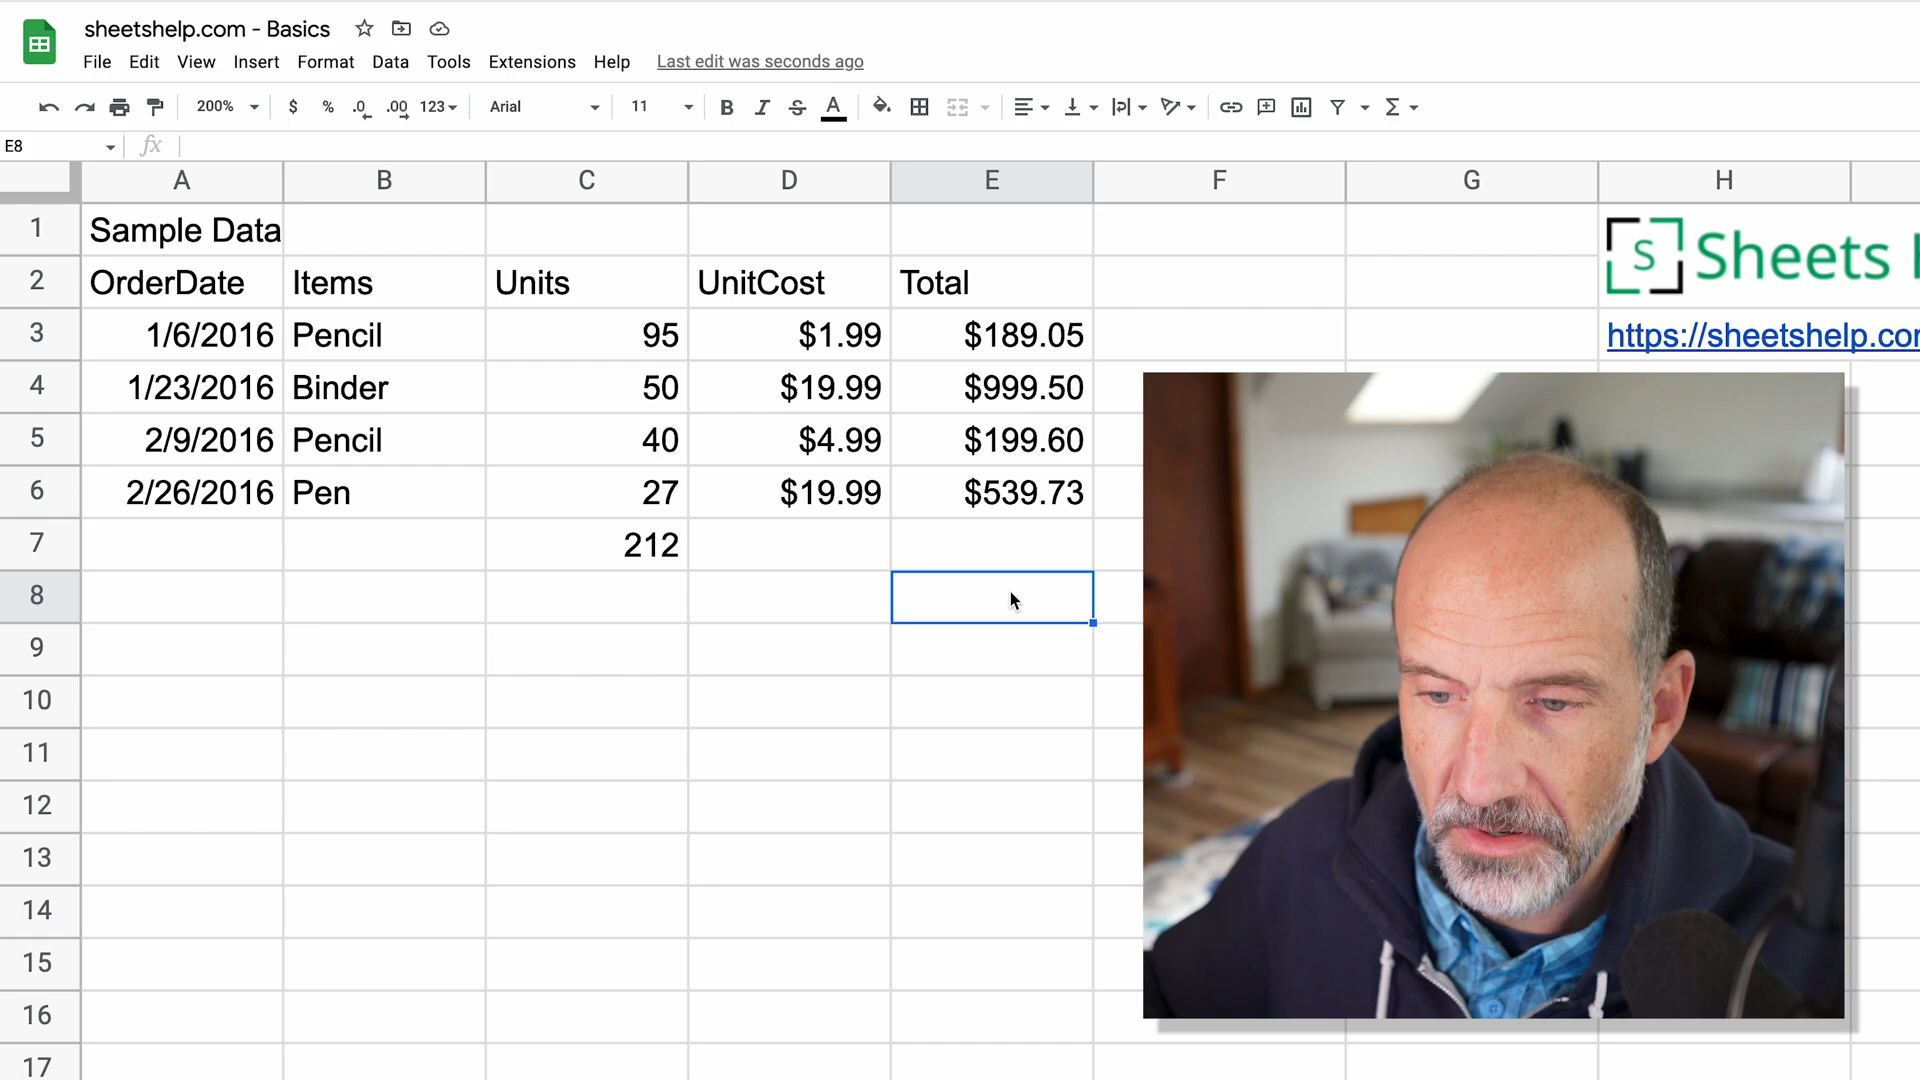 sheetshelp.com - Basics
File Edit View Insert Format Data Tools Extensions Help Last edit was seconds ago
200% $ % .0 .00 123 Arial 11 B I S A
E8 fx
A B C D E F G H
1 Sample Data
S Sheets
2 OrderDate Items Units UnitCost Total
3 1/6/2016 Pencil 95 $1.99 $189.05 https://sheetshelp.co
4 1/23/2016 Binder 50 $19.99 $999.50
5 2/9/2016 Pencil 40 $4.99 $199.60
6 2/26/2016 Pen 27 $19.99 $539.73
7 212
8
9
10
11
12
13
14
15
16
17